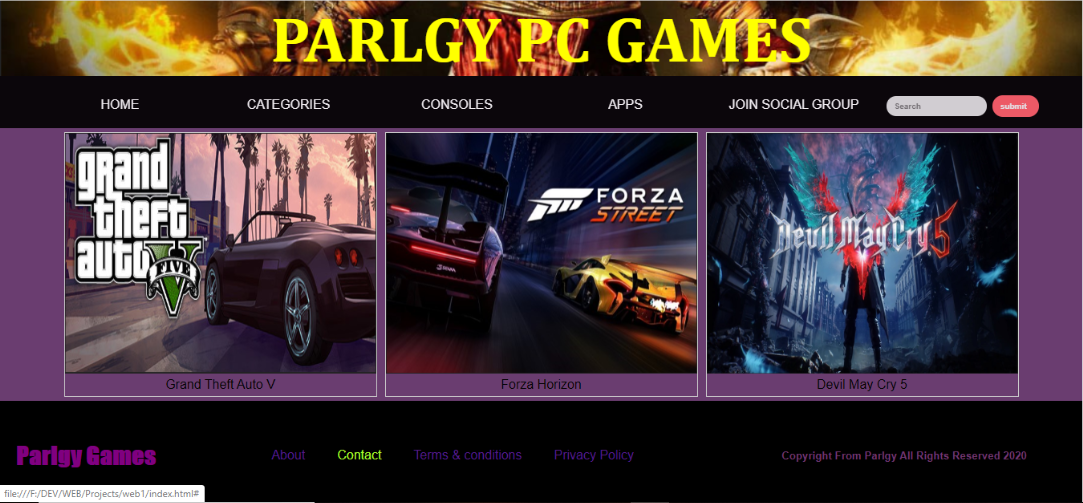 PARLGY PC GAMES
HOME CATEGORIES CONSOLES APPS JOIN SOCIAL GROUP Search submit
grand
theft
auto V
FIVE
FORZA
STREET
Devil May Cry 5
Grand Theft Auto V Forza Horizon Devil May Cry 5
Parlgy Games About Contact Terms & conditions Privacy Policy Copyright From Parlgy All Rights Reserved 2020
file:///F:/DEV/WEB/Projects/web1/index.html#